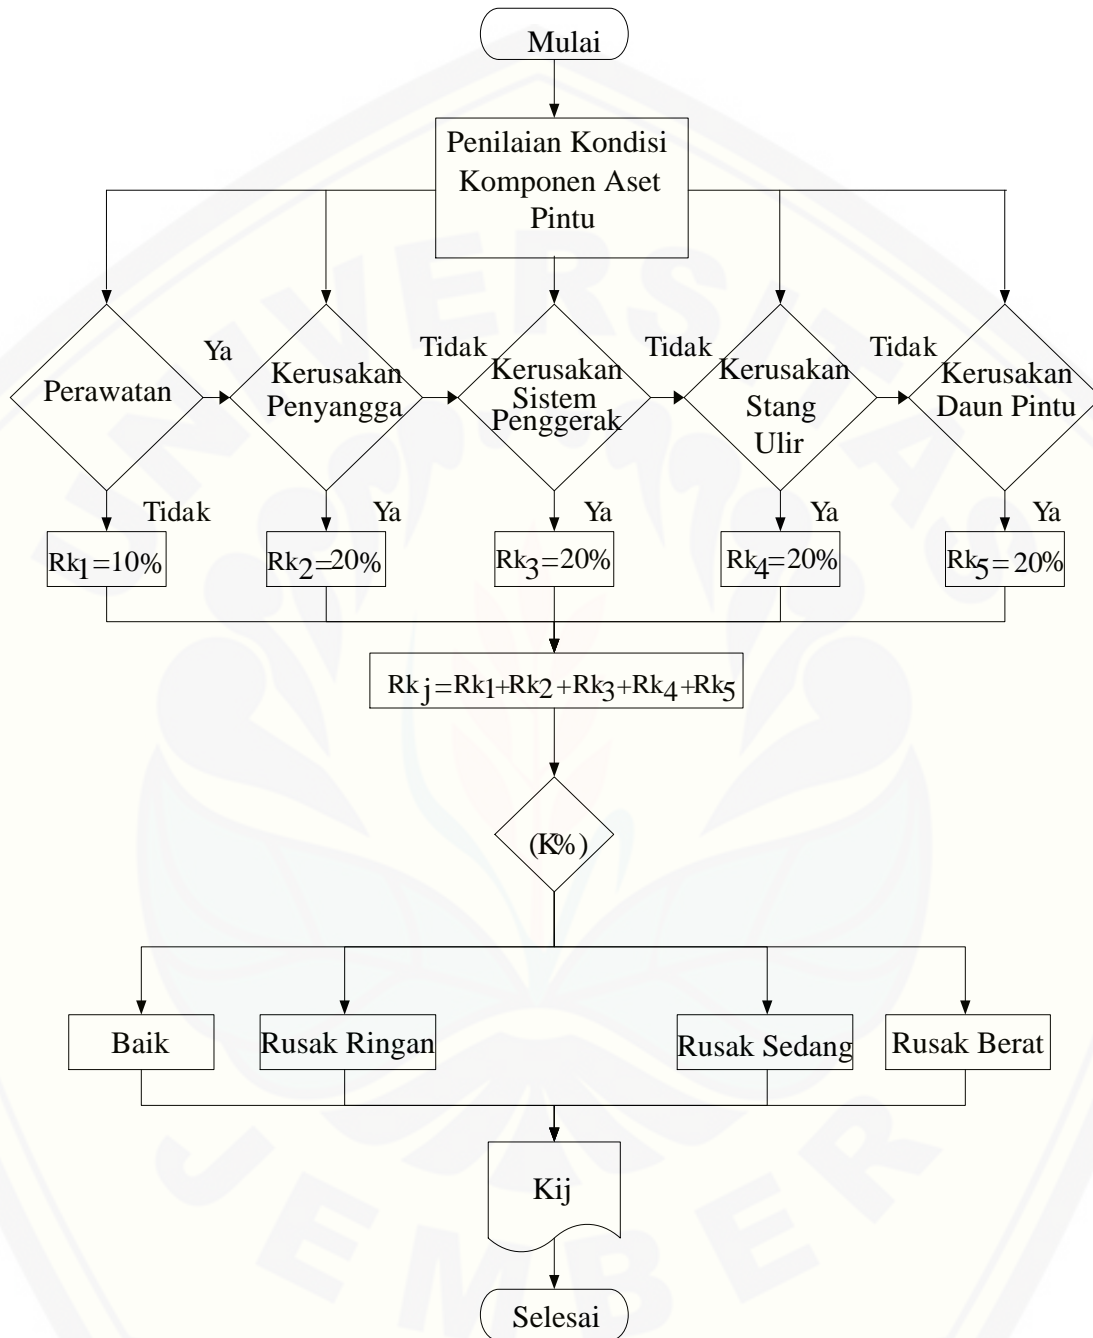 Mulai
Penilaian Kondisi
Komponen Aset
Pintu
Perawatan
Ya
Kerusakan
Penyangga
Tidak
Kerusakan
Sistem
Penggerak
Tidak
Kerusakan
Stang
Ulir
Tidak
Kerusakan
Daun Pintu
Tidak
Ya
Ya
Ya
Ya
Rk1=10%
Rk2=20%
Rk3=20%
Rk4=20%
Rk5=20%
Rkj=Rk1+Rk2+Rk3+Rk4+Rk5
(K%)
Baik
Rusak Ringan
Rusak Sedang
Rusak Berat
Kij
Selesai
UNIVERSITAS
JEMBER